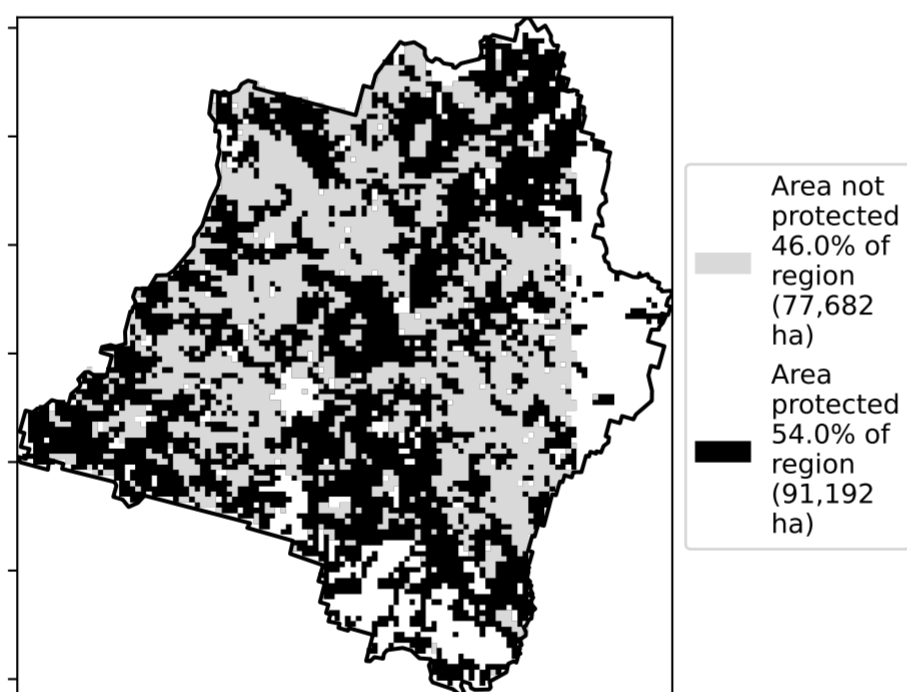 Area not
protected
46.0% of
region
(77,682
ha)
Area
protected
54.0% of
region
(91,192
ha)